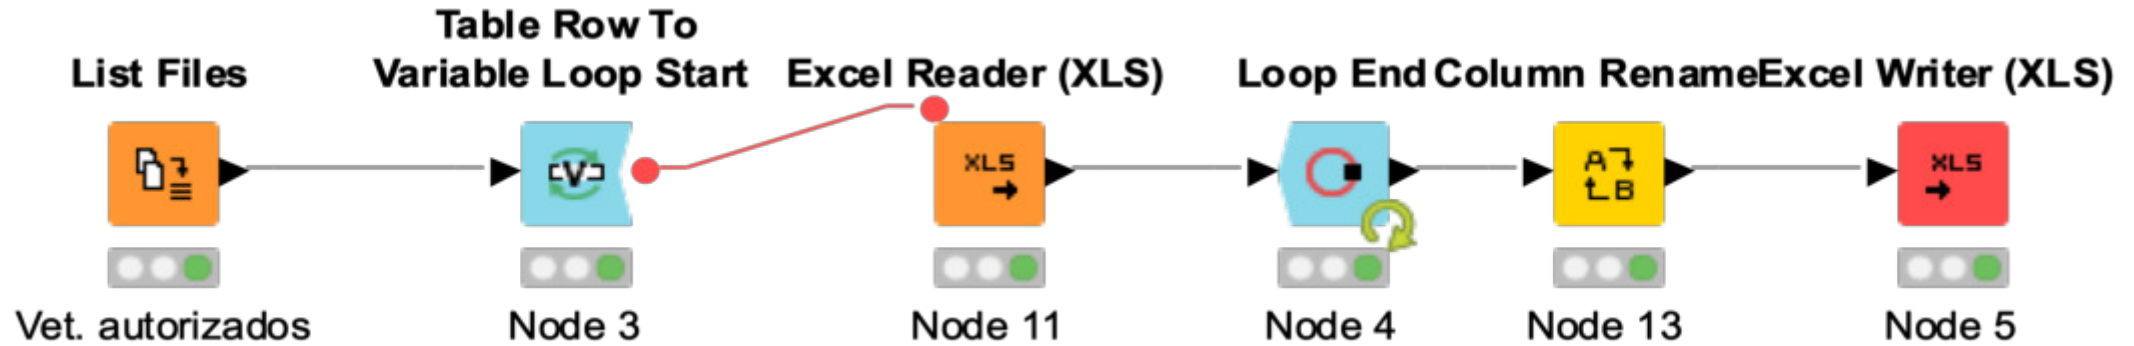 Table Row To
List Files
Variable Loop Start
Excel Reader (XLS)
Loop End
Column Rename
Excel Writer (XLS)
V
XLS
A
B
XLS
Vet. autorizados
Node 3
Node 11
Node 4
Node 13
Node 5